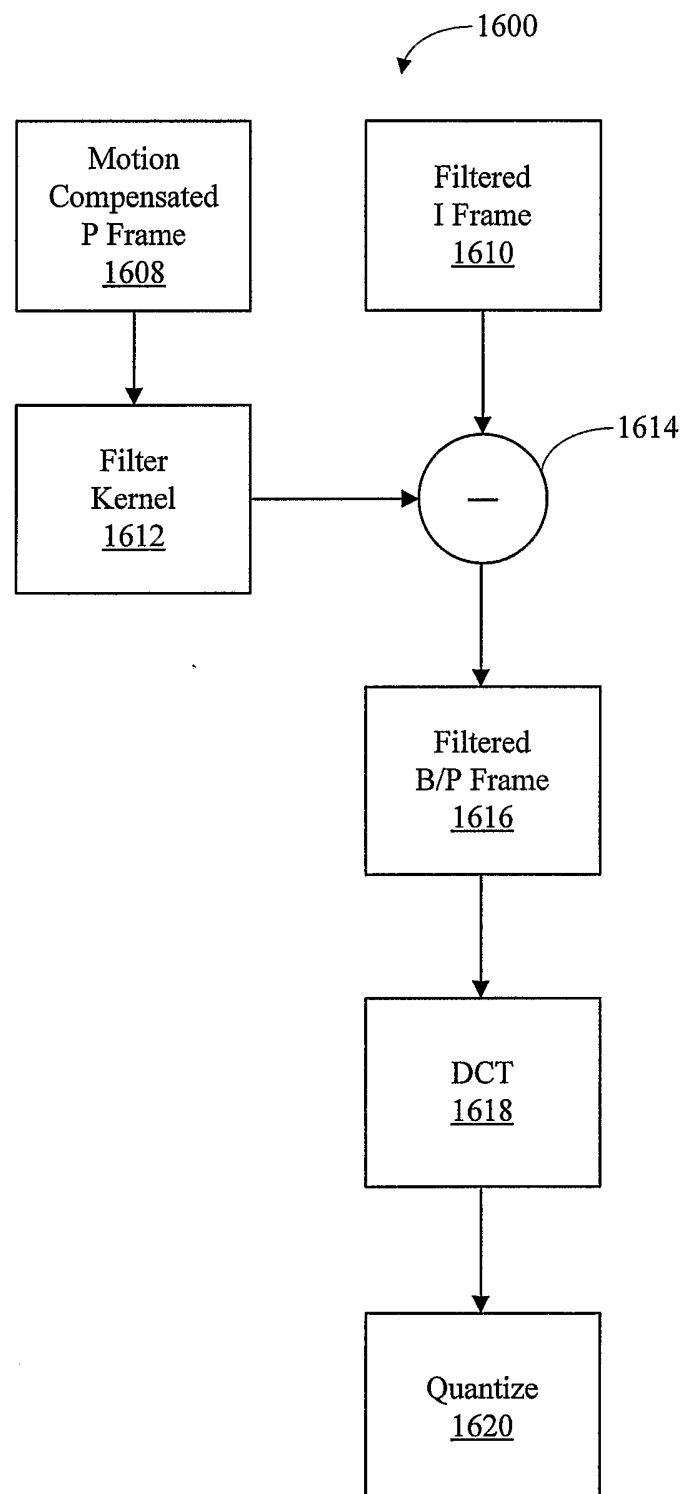 1600
Motion
Compensated
P Frame
1608
Filtered
I Frame
1610
Filter
Kernel
1612
1614
–
Filtered
B/P Frame
1616
DCT
1618
Quantize
1620